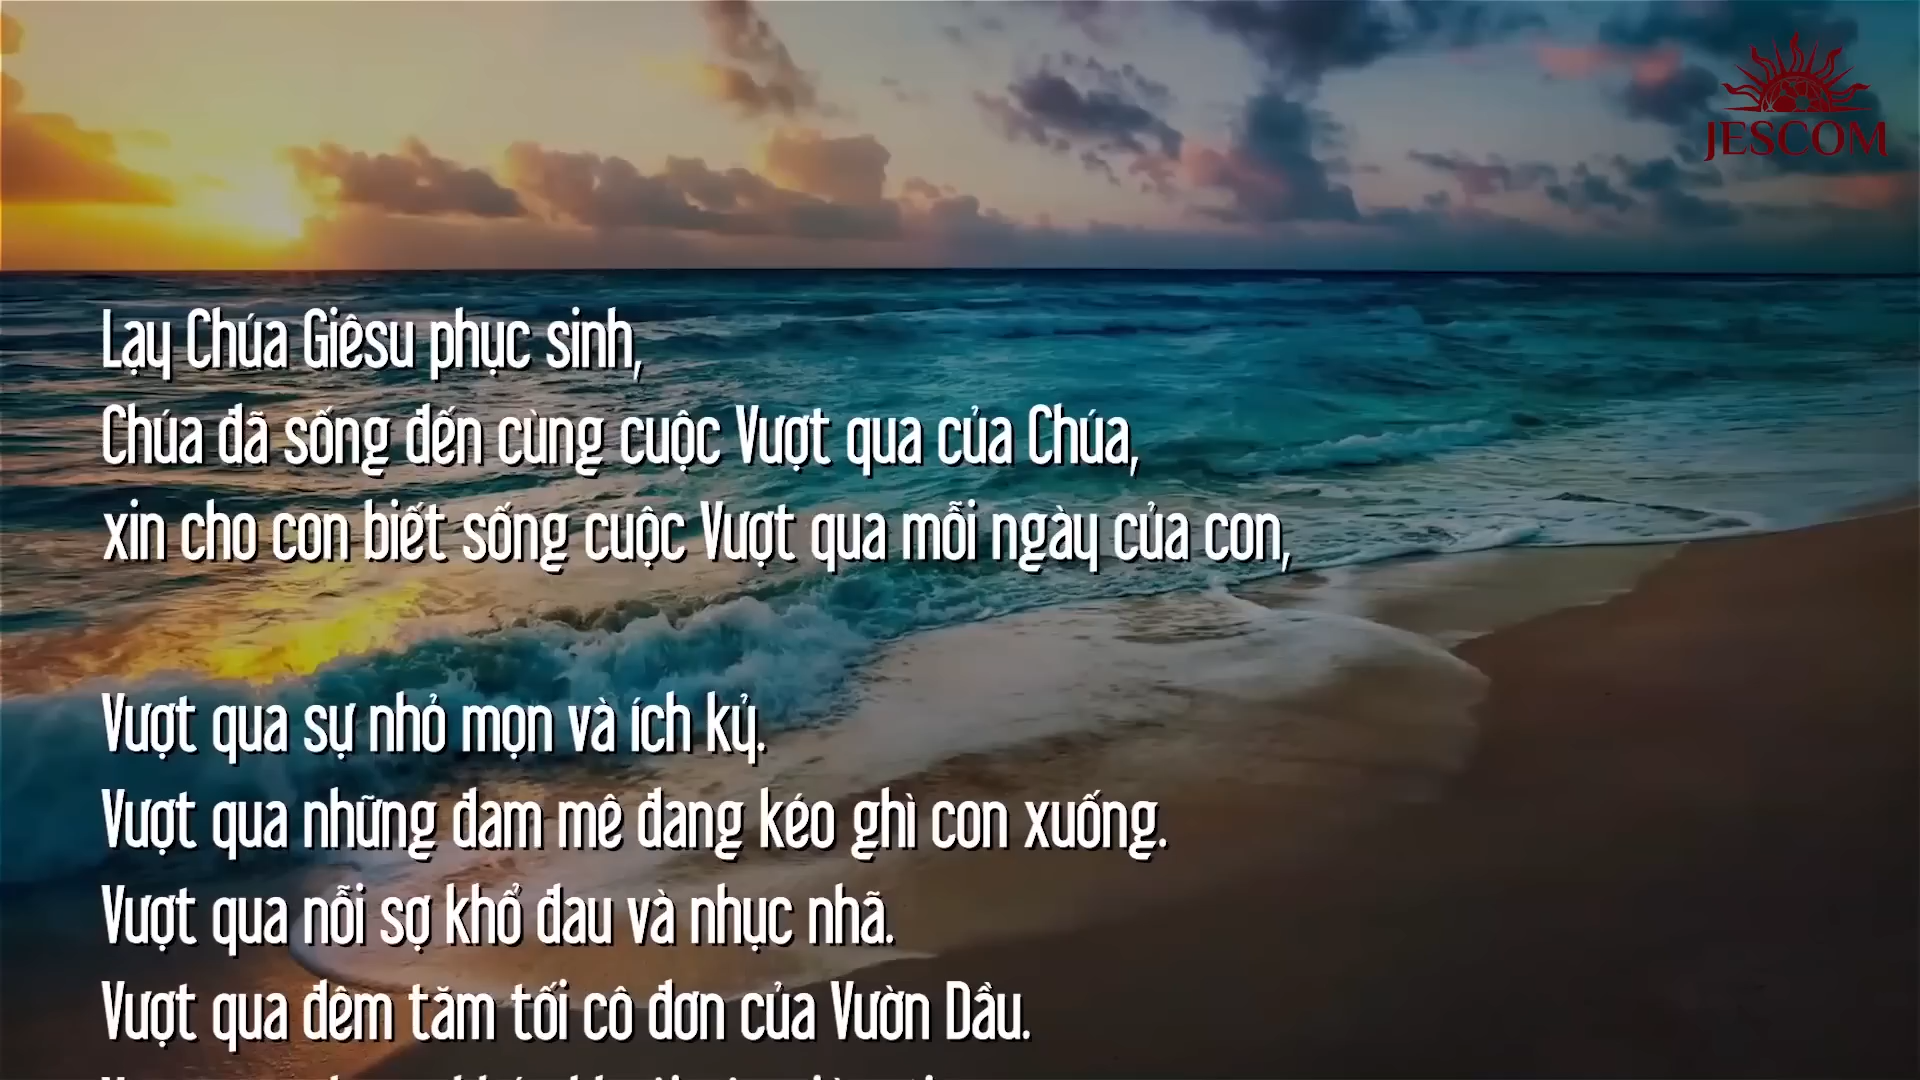 JESCOM
Lạy Chúa Giêsu phục sinh,
Chúa đã sống đến cùng cuộc Vượt qua của Chúa,
xin cho con biết sống cuộc Vượt qua mỗi ngày của con,
Vượt qua sự nhỏ mọn và ích kỷ.
Vượt qua những đam mê đang kéo ghì con xuống.
Vượt qua nỗi sợ khổ đau và nhục nhã.
Vượt qua đêm tăm tối cô đơn của Vườn Dầu.